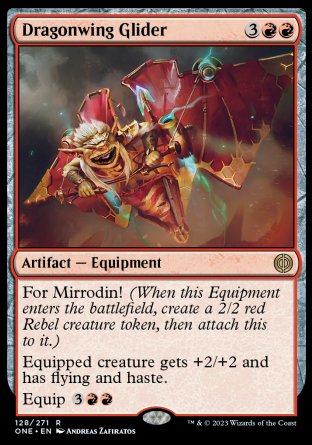 Dragonwing Glider 3
Artifact — Equipment
For Mirrodin! (When this Equipment
enters the battlefield, create a 2/2 red
Rebel creature token, then attach this
to it.)
Equipped creature gets +2/+2 and
has flying and haste.
Equip 3
128/271 R
ONE • EN ANDREAS ZAFIRATOS
™ & © 2023 Wizards of the Coast